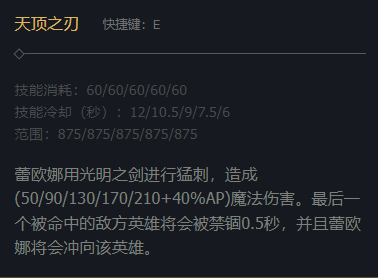 天顶之刃 快捷键：E
技能消耗：60/60/60/60/60
技能冷却（秒）：12/10.5/9/7.5/6
范围：875/875/875/875/875
蕾欧娜用光明之剑进行猛刺，造成
(50/90/130/170/210+40%AP)魔法伤害。最后一
个被命中的敌方英雄将会被禁锢0.5秒，并且蕾欧
娜将会冲向该英雄。